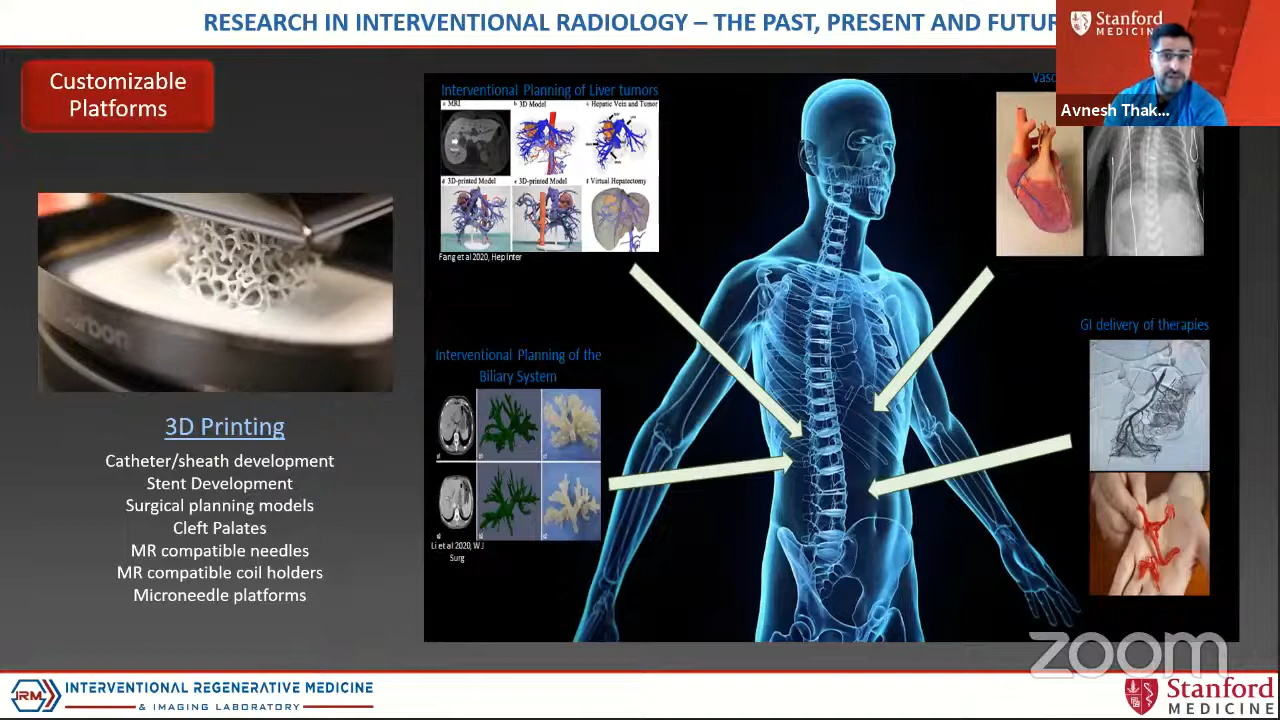 RESEARCH IN INTERVENTIONAL RADIOLOGY – THE PAST, PRESENT AND FUTUR
Stanford
MEDICIN
Avnesh Thak...
Customizable
Platforms
3D Printing
Catheter/sheath development
Stent Development
Surgical planning models
Cleft Palates
MR compatible needles
MR compatible coil holders
Microneedle platforms
Interventional Planning of Liver tumors
a MRI
b 3D Model
c Hepatic Vein and Tumor
d 3D-printed Model
e 3D-printed Model
f Virtual Hepatectomy
Fang et al 2020, Hep Inter
Interventional Planning of the
Biliary System
Li et al 2020, W J
Surg
Vasc
GI delivery of therapies
zoom
IRM
INTERVENTIONAL REGENERATIVE MEDICINE
& IMAGING LABORATORY
Stanford
MEDICINE